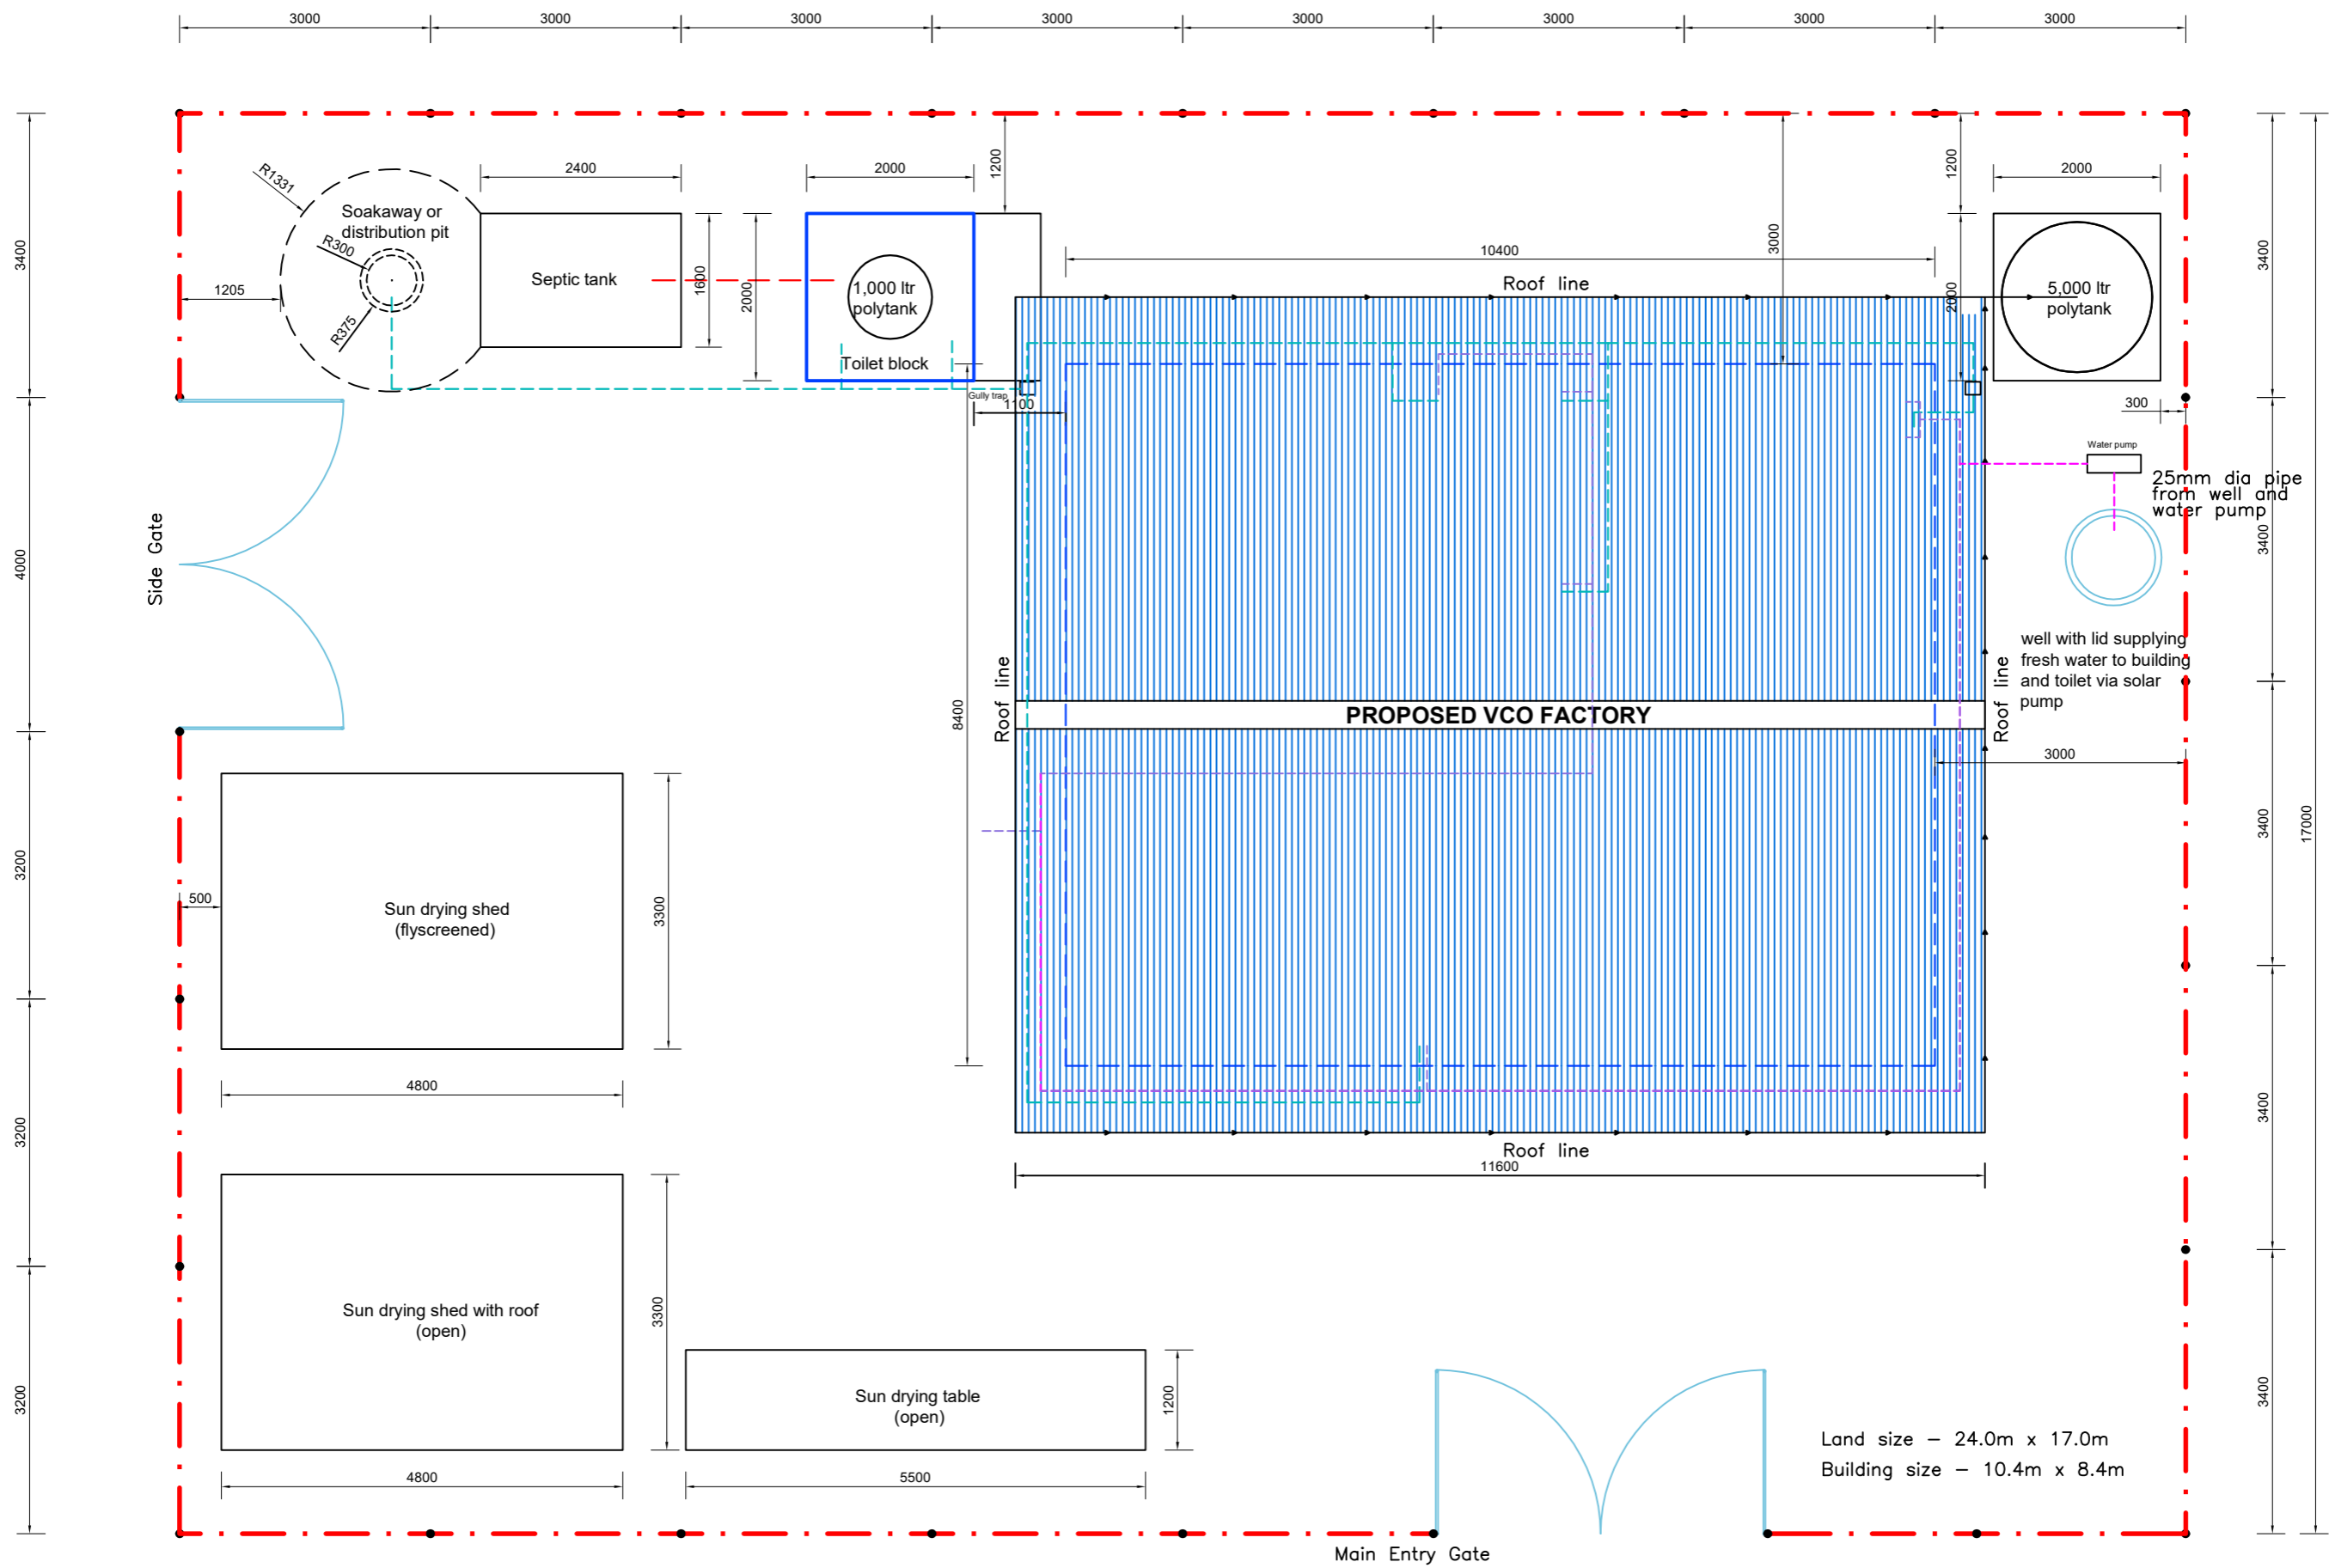 3000
3000
3000
3000
3000
3000
3000
3000
R1331
2400
2000
1200
1200
2000
Soakaway or
distribution pit
R300
3400
1205
R375
Septic tank
1600
2000
1,000 ltr
polytank
Toilet block
10400
3000
Roof line
2000
5,000 ltr
polytank
3400
Gully trap
1100
300
Water pump
25mm dia pipe
from well and
water pump
3400
Side Gate
4000
well with lid supplying
fresh water to building
and toilet via solar
pump
Roof line
8400
PROPOSED VCO FACTORY
Roof line
3000
3200
500
Sun drying shed
(flyscreened)
3300
3400
17000
4800
3200
3400
Roof line
11600
Sun drying shed with roof
(open)
3300
3200
Sun drying table
(open)
1200
3400
4800
5500
Land size – 24.0m x 17.0m
Building size – 10.4m x 8.4m
Main Entry Gate